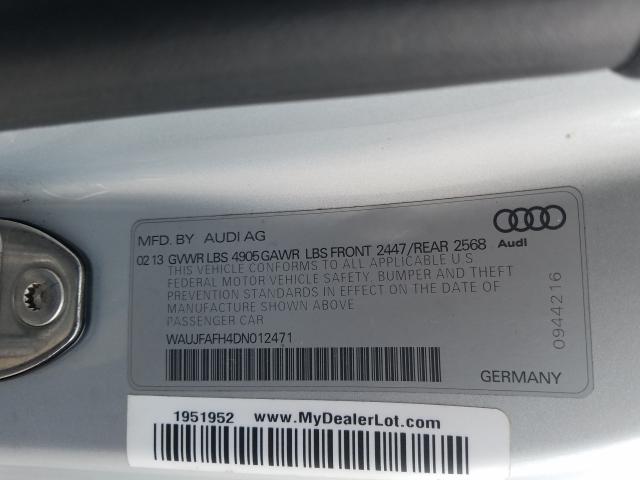 MFD. BY AUDI AG
02 13 GVWR LBS 4905 GAWR LBS FRONT 2447/REAR 2568
Audi
THIS VEHICLE CONFORMS TO ALL APPLICABLE U S
FEDERAL MOTOR VEHICLE SAFETY, BUMPER AND THEFT
PREVENTION STANDARDS IN EFFECT ON THE DATE OF
MANUFACTURE SHOWN ABOVE
PASSENGER CAR
WAUJFAFH4DN012471
0944216
GERMANY
1951952 www.MyDealerLot.com